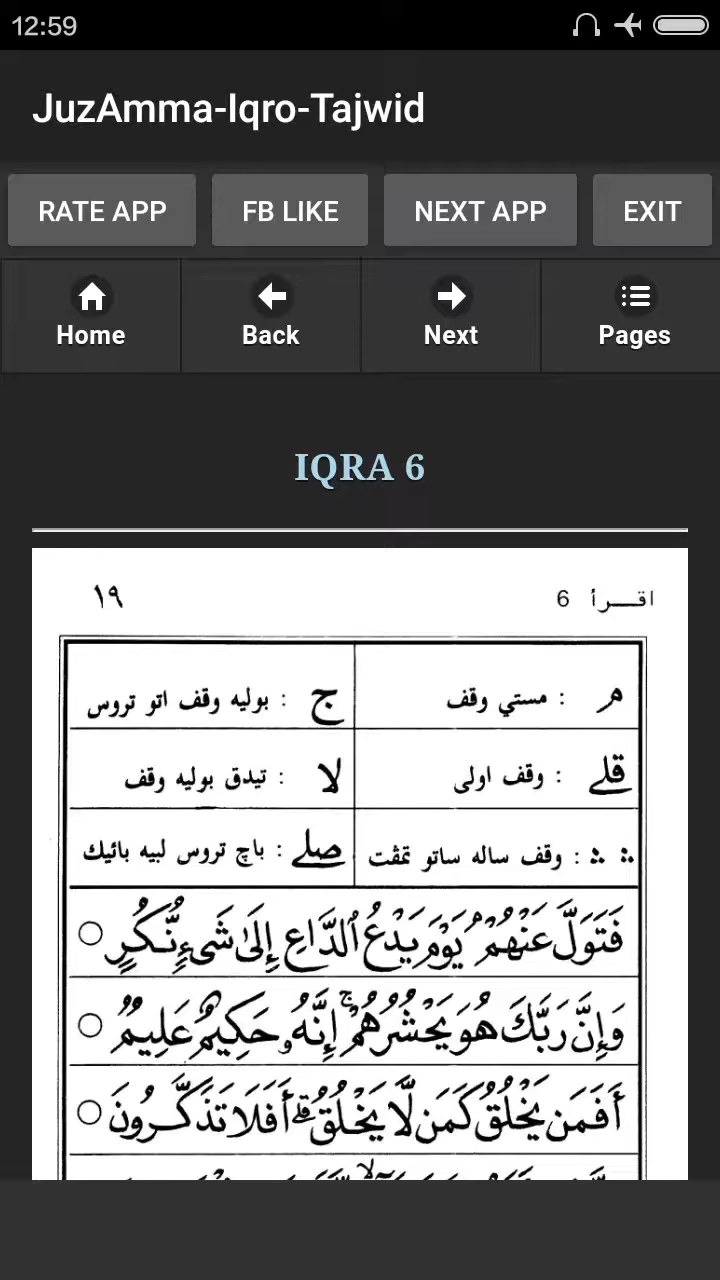 12:59
JuzAmma-Iqro-Tajwid
RATE APP FB LIKE NEXT APP EXIT
Home Back Next Pages
IQRA 6
اقـرأ 6 ١٩
م : مستي وقف ج : بوليه وقف اتو تروس
قلے : وقف اولى لا : تيدق بوليه وقف
ۛ ۛ : وقف ساله ساتو تمڤت صلے : باچ تروس لبيه بائيك
فَتَوَلَّ عَنْهُمْ ۘ يَوْمَ يَدْعُ الدَّاعِ إِلَىٰ شَىْءٍ نُّكُرٍ
وَإِنَّ رَبَّكَ هُوَ يَحْشُرُهُمْ ۚ إِنَّهُۥ حَكِيمٌ عَلِيمٌ
أَفَمَن يَخْلُقُ كَمَن لَّا يَخْلُقُ ۗ أَفَلَا تَذَكَّرُونَ